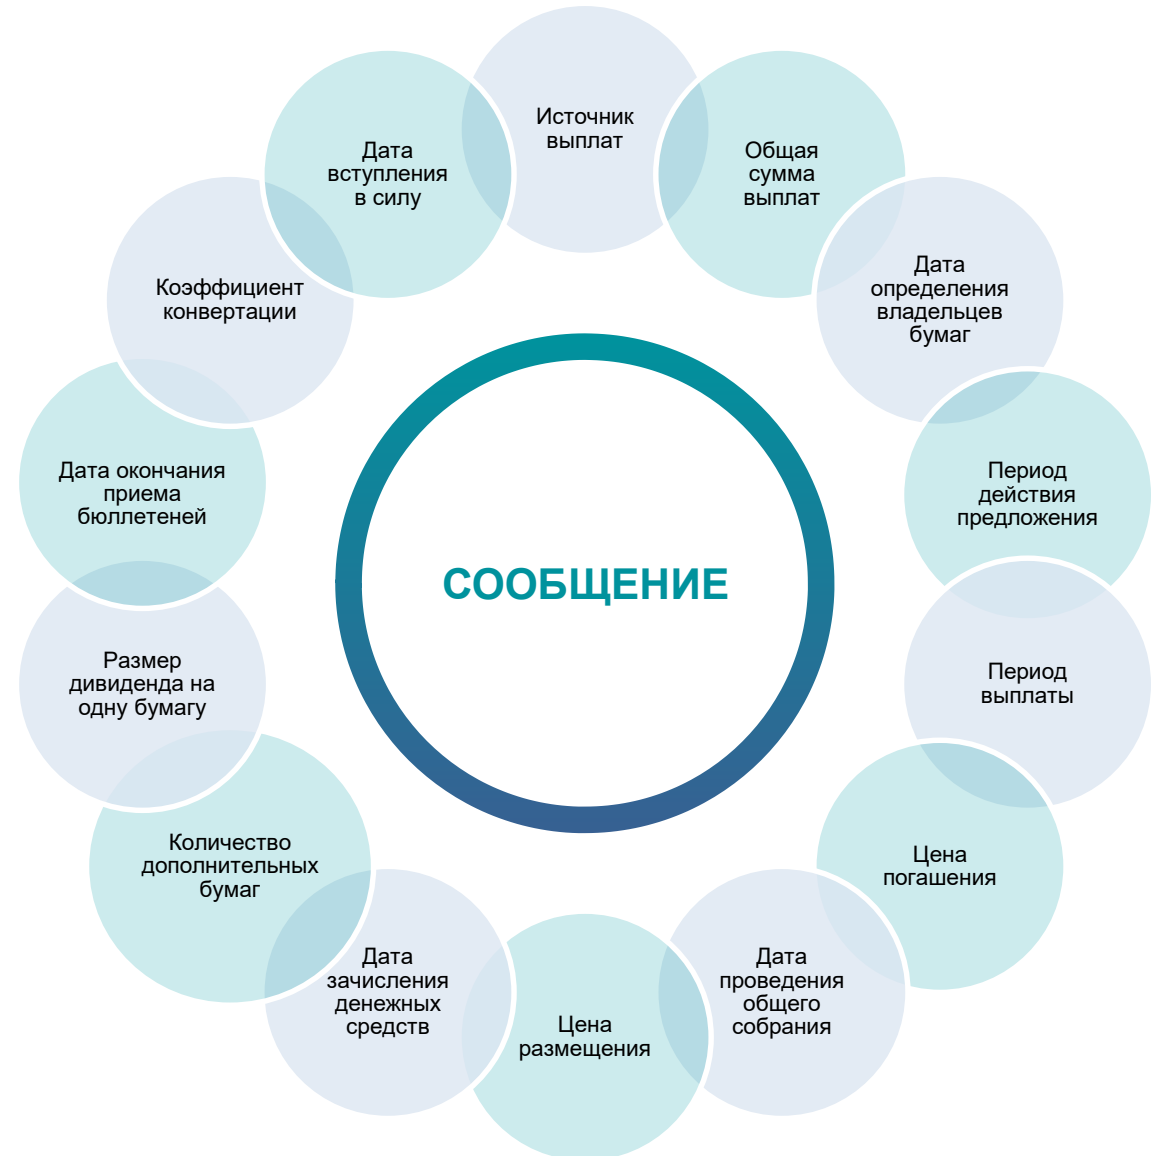 Источник
выплат
Общая
сумма
выплат
Дата
определения
владельцев
бумаг
Период
действия
предложения
Период
выплаты
Цена
погашения
Дата
проведения
общего
собрания
Цена
размещения
Дата
зачисления
денежных
средств
Количество
дополнительных
бумаг
Размер
дивиденда на
одну бумагу
Дата окончания
приема
бюллетеней
Коэффициент
конвертации
Дата
вступления
в силу
СООБЩЕНИЕ